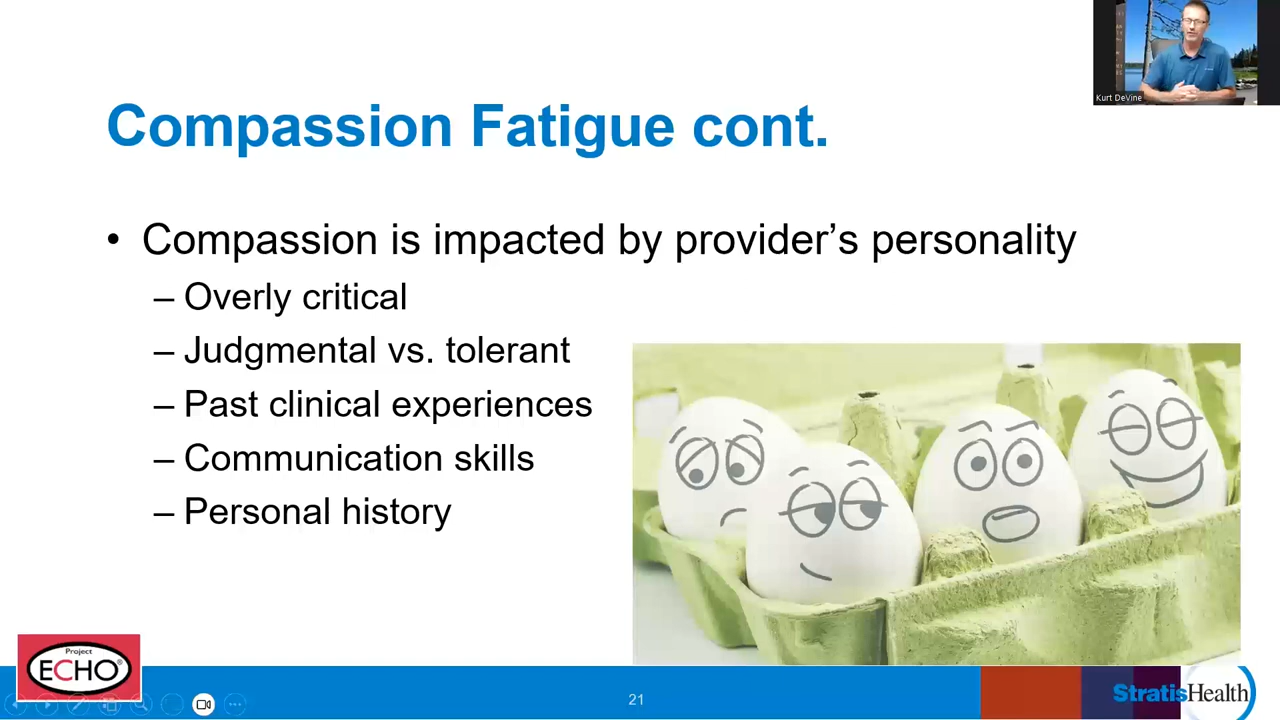 Kurt DeVine
Compassion Fatigue cont.
• Compassion is impacted by provider’s personality
– Overly critical
– Judgmental vs. tolerant
– Past clinical experiences
– Communication skills
– Personal history
Project
ECHO®
21
StratisHealth